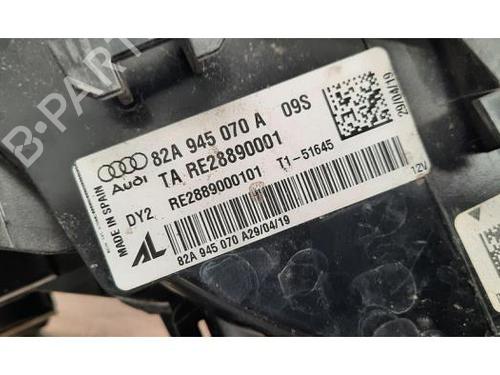 82A 945 070 A 09S
Audi
TA RE28890001
DY2 RE2889000101 T1-51645
MADE IN SPAIN
AL
82A 945 070 A29/04/19
29/04/19
12V
B-PARTS